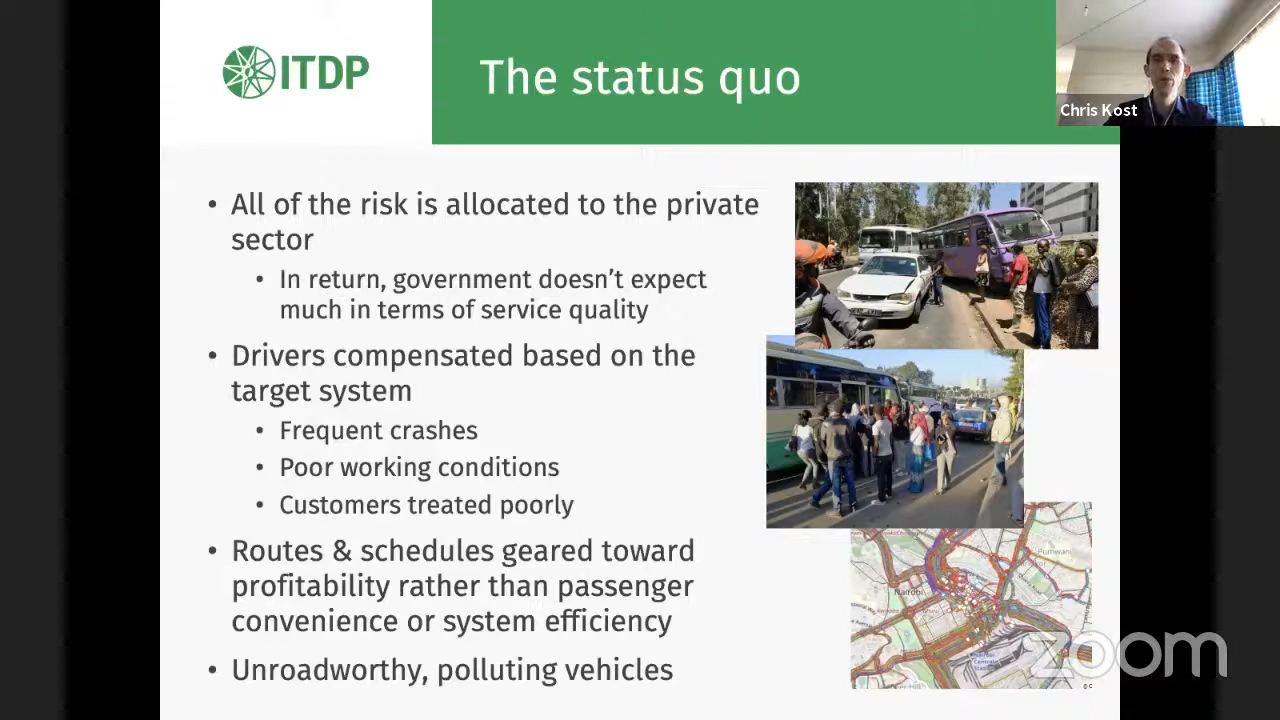 ITDP
The status quo
Chris Kost
• All of the risk is allocated to the private
sector
• In return, government doesn’t expect
much in terms of service quality
• Drivers compensated based on the
target system
• Frequent crashes
• Poor working conditions
• Customers treated poorly
• Routes & schedules geared toward
profitability rather than passenger
convenience or system efficiency
• Unroadworthy, polluting vehicles
Pumwani
Nairobi
zoom